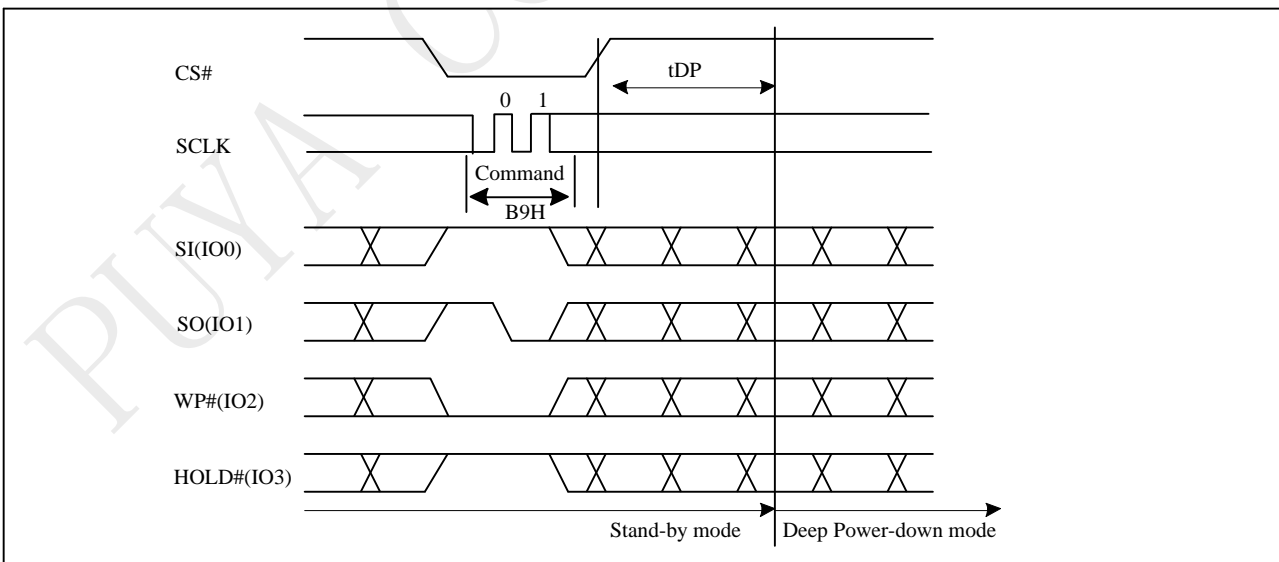 CS#
tDP
0 1
SCLK
Command
B9H
SI(IO0)
SO(IO1)
WP#(IO2)
HOLD#(IO3)
Stand-by mode Deep Power-down mode
PUYA